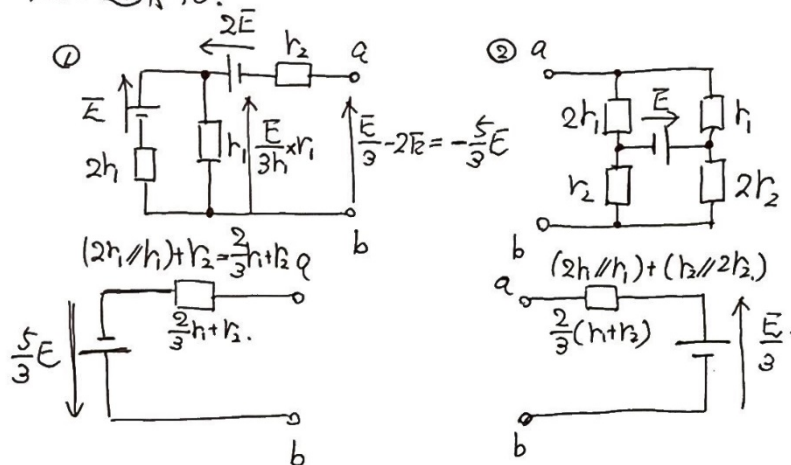 ① 2E r₂ a
E 2r₁ r₁ E/3r₁×r₁ E/3-2E=-5/3E
b
② a
2r₁ E r₁
r₂ 2r₂
b
(2r₁//r₁)+r₂=2/3r₁+r₂ a
5/3E 2/3r₁+r₂.
b
(2r₁//r₁)+(r₂//2r₂)
a 2/3(r₁+r₂) E/3.
b